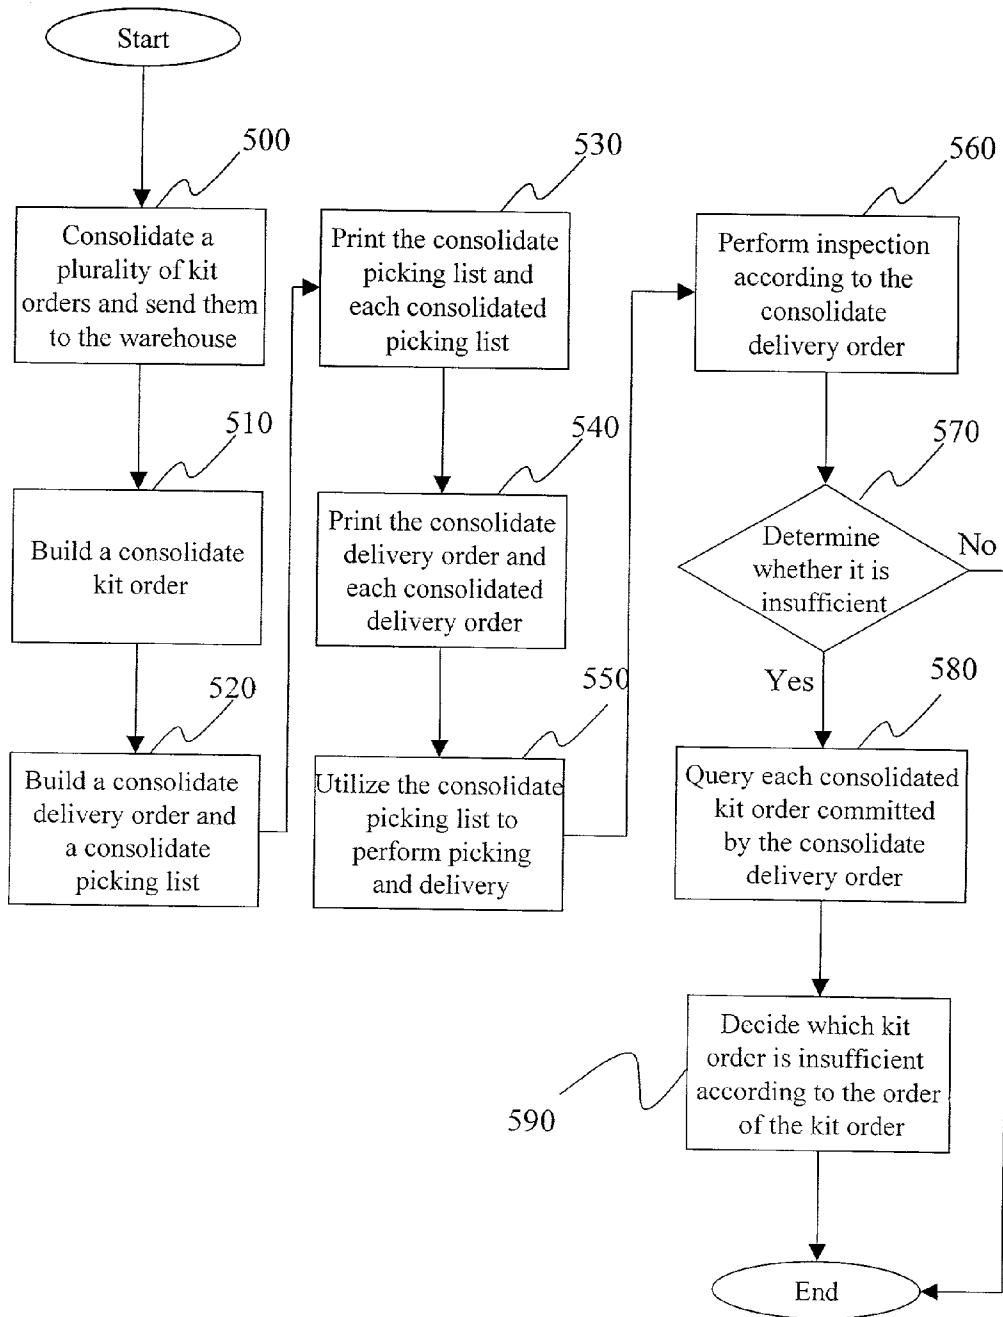 Start
500
Consolidate a
plurality of kit
orders and send them
to the warehouse
510
Build a consolidate
kit order
520
Build a consolidate
delivery order and
a consolidate
picking list
530
Print the consolidate
picking list and
each consolidated
picking list
540
Print the consolidate
delivery order and
each consolidated
delivery order
550
Utilize the consolidate
picking list to
perform picking
and delivery
560
Perform inspection
according to the
consolidate
delivery order
570
Determine
whether it is
insufficient
No
Yes
580
Query each consolidated
kit order committed
by the consolidate
delivery order
590
Decide which kit
order is insufficient
according to the order
of the kit order
End